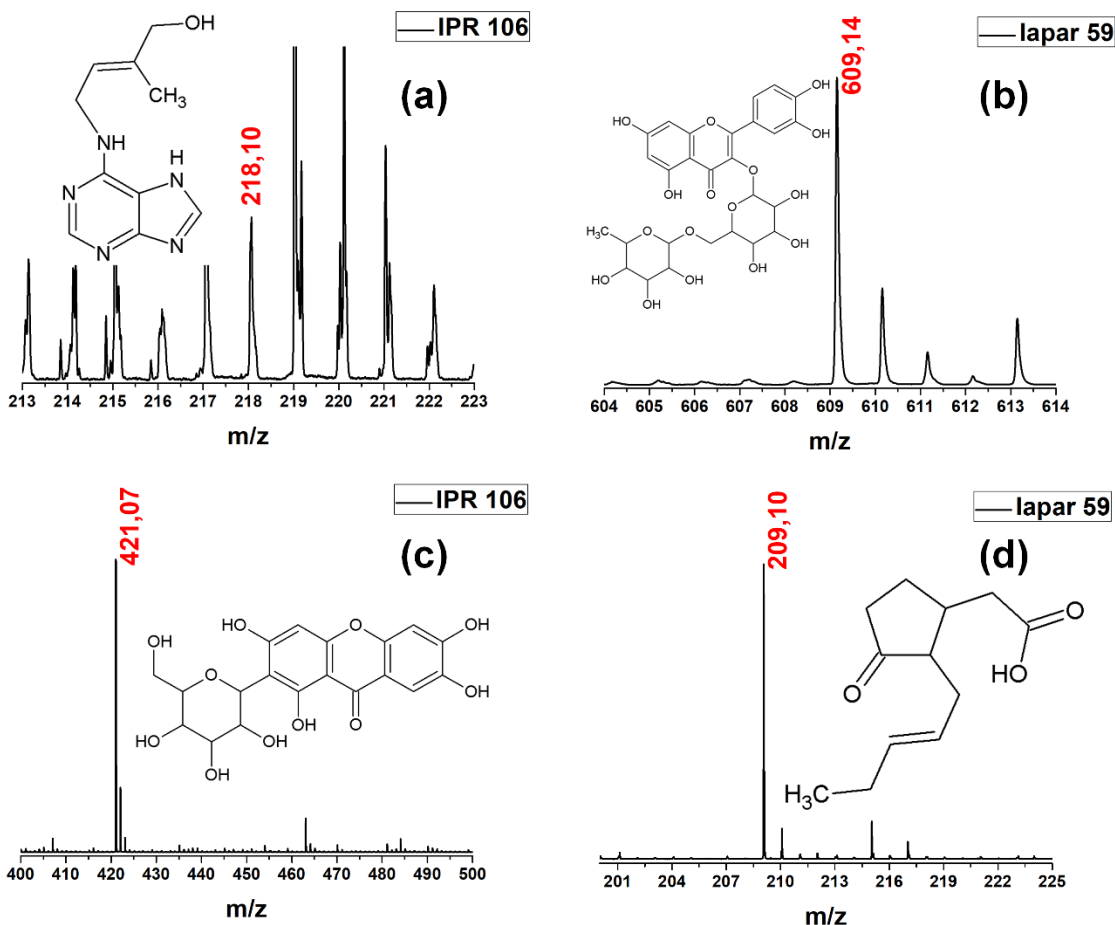 OH
CH3
NH
H
N
N
N
N
218,10
IPR 106
(a)
213 214 215 216 217 218 219 220 221 222 223
m/z
OH
OH
HO
O
O
OH
O
O
OH
OH
OH
CH3
O
O
HO
OH
OH
609,14
Iapar 59
(b)
604 605 606 607 608 609 610 611 612 613 614
m/z
421,07
IPR 106
(c)
OH
HO
O
OH
OH
O
OH
O
HO
OH
OH
400 410 420 430 440 450 460 470 480 490 500
m/z
209,10
Iapar 59
(d)
O
HO
O
H3C
201 204 207 210 213 216 219 222 225
m/z